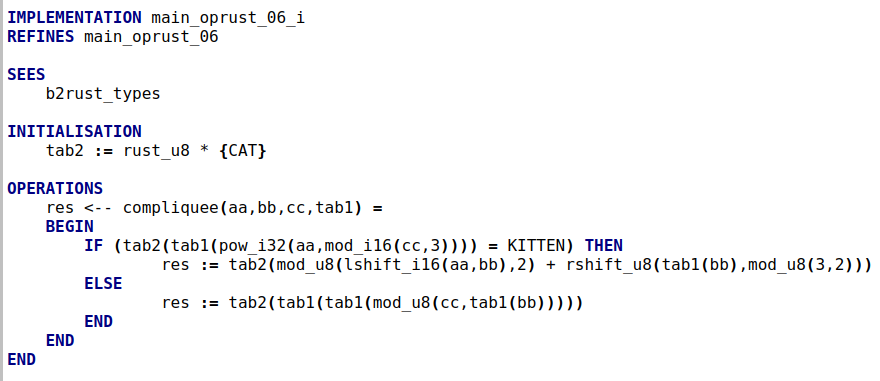 IMPLEMENTATION main_oprust_06_i
REFINES main_oprust_06
SEES
b2rust_types
INITIALISATION
tab2 := rust_u8 * {CAT}
OPERATIONS
res <-- compliquee(aa,bb,cc,tab1) =
BEGIN
IF (tab2(tab1(pow_i32(aa,mod_i16(cc,3)))) = KITTEN) THEN
res := tab2(mod_u8(lshift_i16(aa,bb),2) + rshift_u8(tab1(bb),mod_u8(3,2)))
ELSE
res := tab2(tab1(tab1(mod_u8(cc,tab1(bb)))))
END
END
END